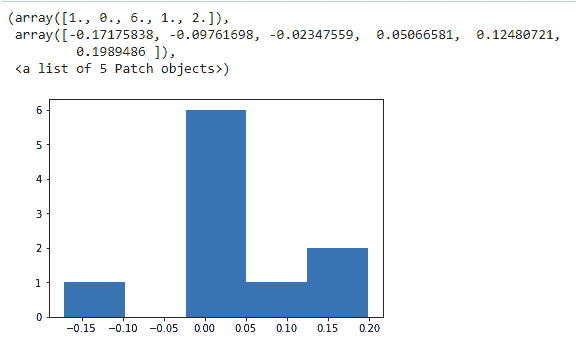 (array([1., 0., 6., 1., 2.]),
array([-0.17175838, -0.09761698, -0.02347559,  0.05066581,  0.12480721,
0.1989486 ]),
<a list of 5 Patch objects>)
6
5
4
3
2
1
0
−0.15 −0.10 −0.05 0.00 0.05 0.10 0.15 0.20